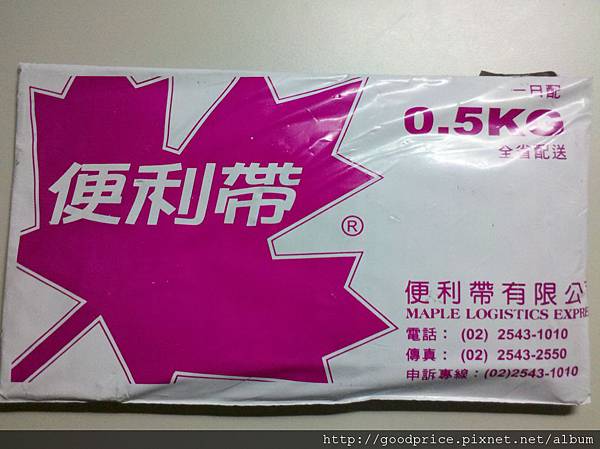 一日配
0.5KG
全省配送
便利帶
®
便利帶有限公
MAPLE LOGISTICS EXPRE
電話： (02) 2543-1010
傳真： (02) 2543-2550
申訴專線：(02)2543-1010
http://goodprice.pixnet.net/album